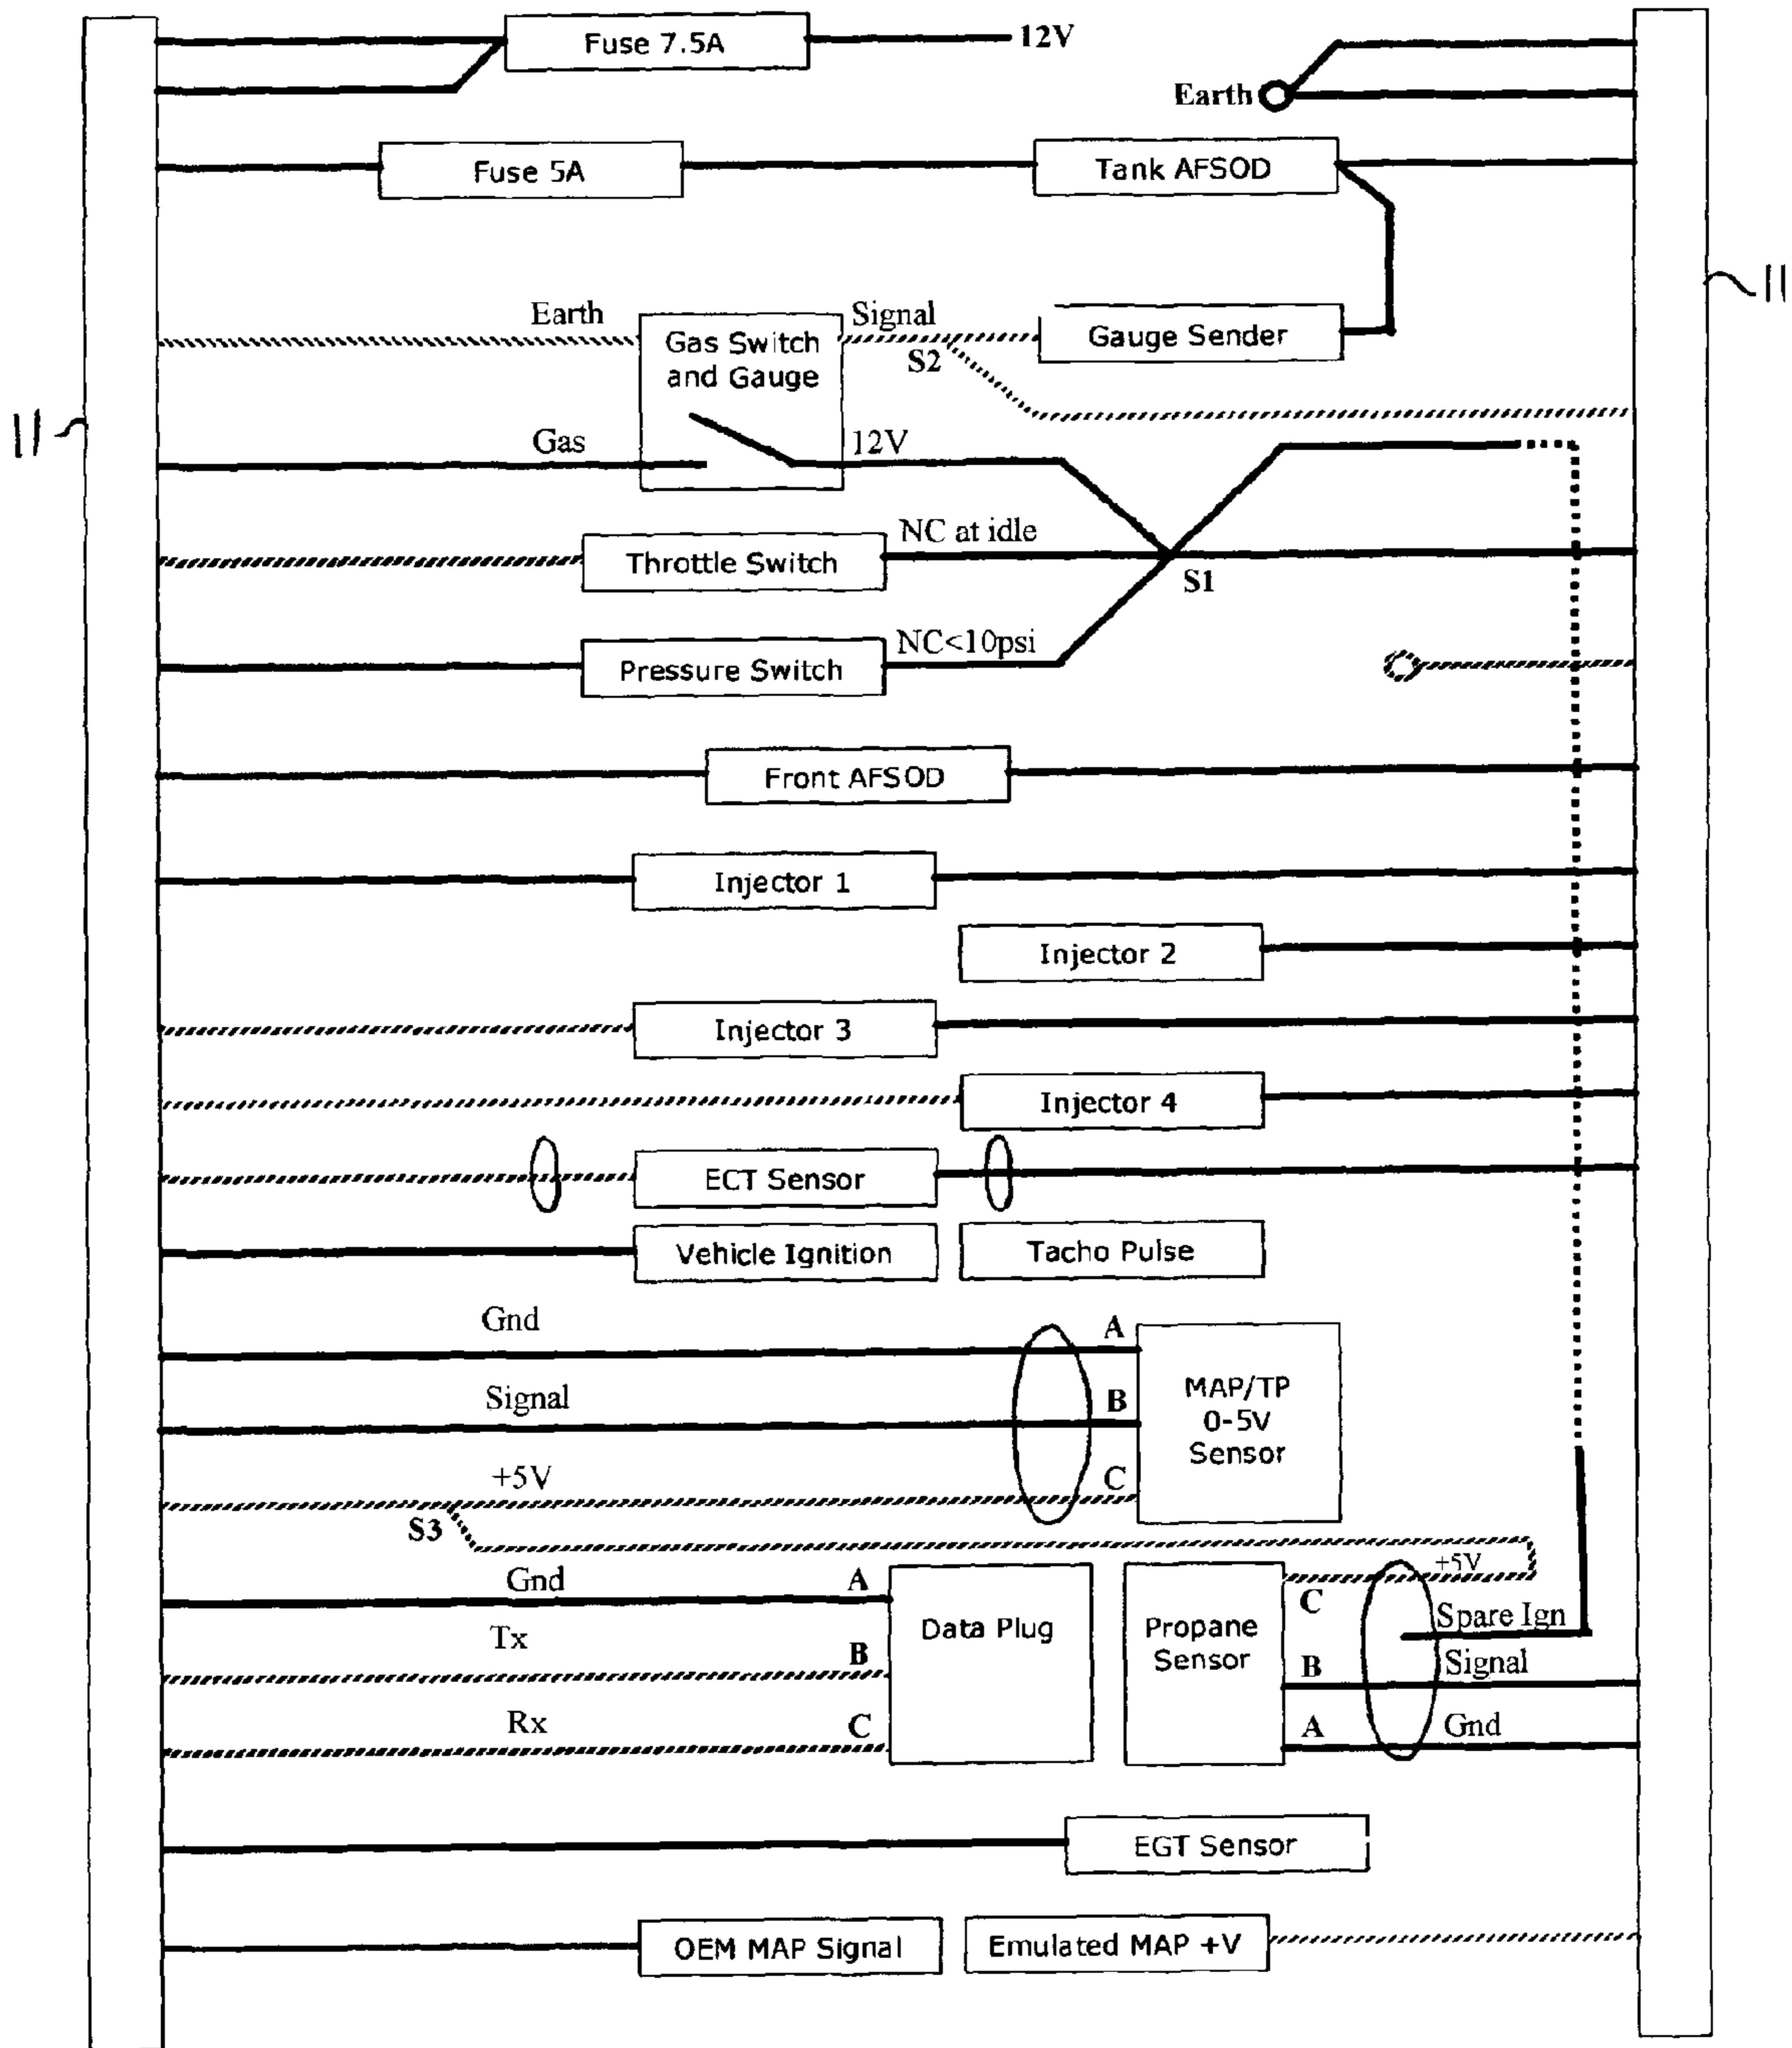 Fuse 7.5A
12V
Earth
Fuse 5A
Tank AFSOD
11
Earth
Gas Switch
and Gauge
Signal
S2
Gauge Sender
11
Gas
12V
NC at idle
Throttle Switch
S1
NC<10psi
Pressure Switch
Front AFSOD
Injector 1
Injector 2
Injector 3
Injector 4
ECT Sensor
Vehicle Ignition
Tacho Pulse
Gnd
A
Signal
B
MAP/TP
0-5V
Sensor
+5V
C
S3
Gnd
A
Tx
B
Rx
C
Data Plug
Propane
Sensor
+5V
C
Spare Ign
B
Signal
A
Gnd
EGT Sensor
OEM MAP Signal
Emulated MAP +V